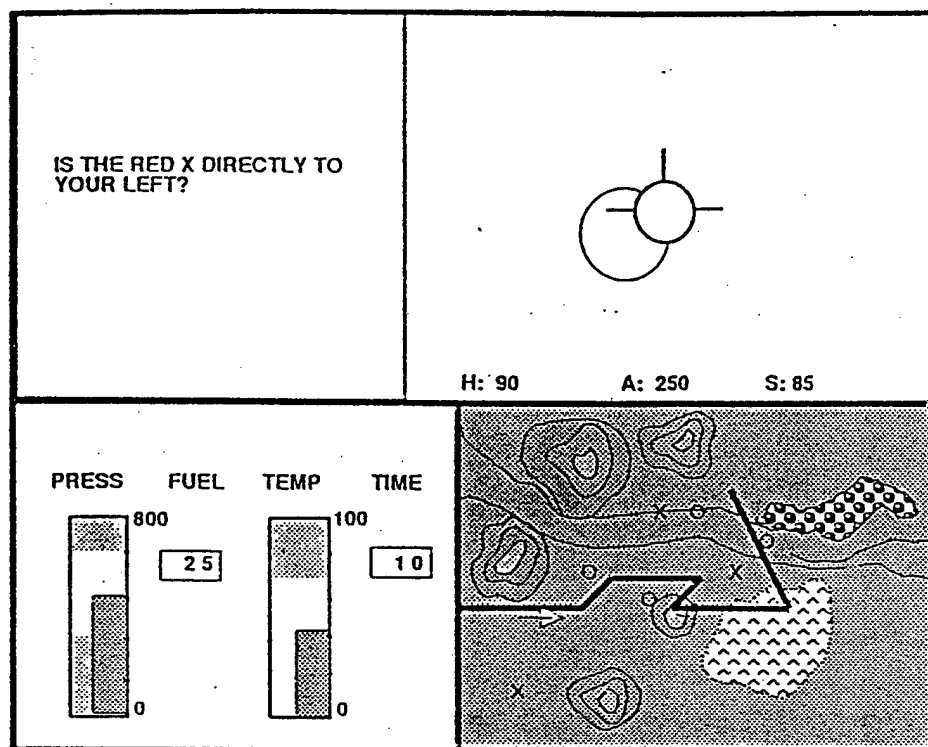 IS THE RED X DIRECTLY TO
YOUR LEFT?
H: 90 A: 250 S: 85
PRESS FUEL TEMP TIME
800 100
25 10
0 0